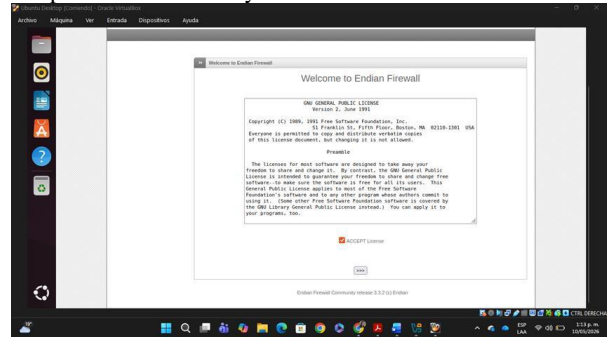 Ubuntu Desktop (Corriendo) - Oracle VirtualBox
Archivo Máquina Ver Entrada Dispositivos Ayuda
>> Welcome to Endian Firewall
Welcome to Endian Firewall
GNU GENERAL PUBLIC LICENSE
Version 2, June 1991
Copyright (C) 1989, 1991 Free Software Foundation, Inc.
51 Franklin St, Fifth Floor, Boston, MA 02110-1301 USA
Everyone is permitted to copy and distribute verbatim copies
of this license document, but changing it is not allowed.
Preamble
The licenses for most software are designed to take away your
freedom to share and change it. By contrast, the GNU General Public
License is intended to guarantee your freedom to share and change free
software--to make sure the software is free for all its users. This
General Public License applies to most of the Free Software
Foundation's software and to any other program whose authors commit to
using it. (Some other Free Software Foundation software is covered by
the GNU Library General Public License instead.) You can apply it to
your programs, too.
ACCEPT License
>>>
Endian Firewall Community release 3.3.2 (c) Endian
CTRL DERECHA
ESP
LAA
1:13 p. m.
10/05/2026